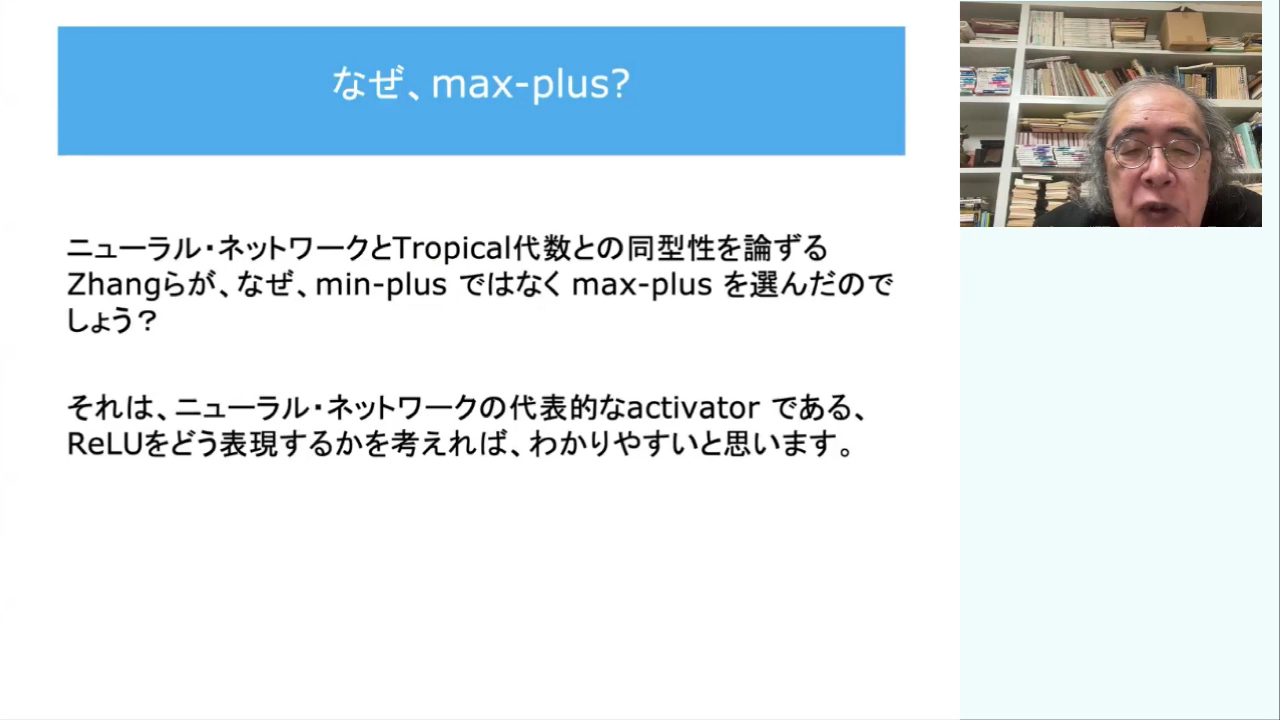 なぜ、max-plus?
ニューラル・ネットワークとTropical代数との同型性を論ずる
Zhangらが、なぜ、min-plus ではなく max-plus を選んだので
しょう？
それは、ニューラル・ネットワークの代表的なactivator である、
ReLUをどう表現するかを考えれば、わかりやすいと思います。